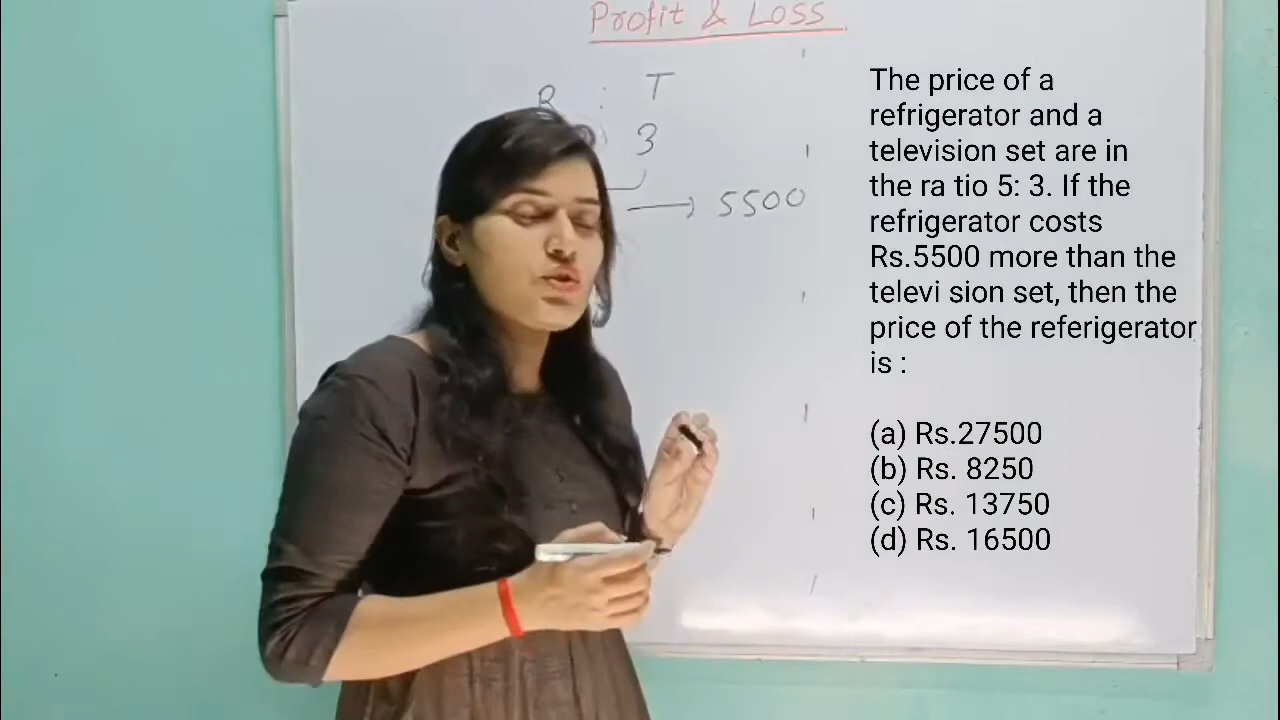 Profit & Loss
R : T
3
→ 5500
The price of a
refrigerator and a
television set are in
the ra tio 5: 3. If the
refrigerator costs
Rs.5500 more than the
televi sion set, then the
price of the referigerator
is :
(a) Rs.27500
(b) Rs. 8250
(c) Rs. 13750
(d) Rs. 16500